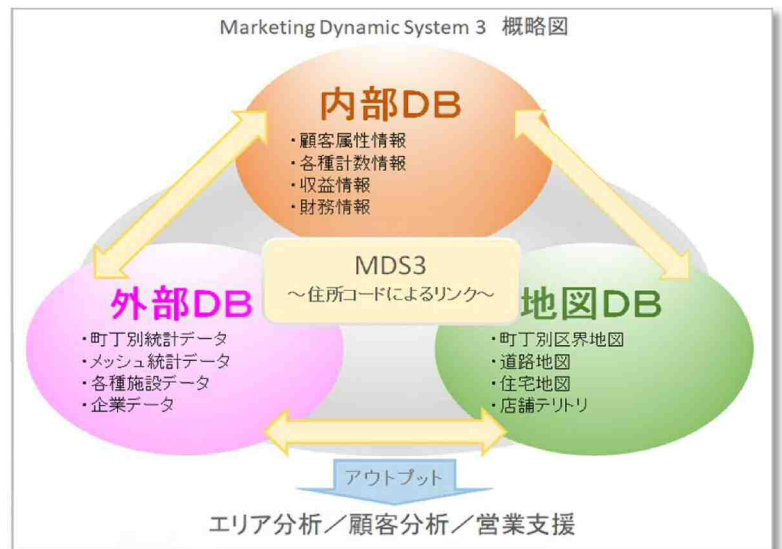 Marketing Dynamic System 3 概略図
内部DB
・顧客属性情報
・各種計数情報
・収益情報
・財務情報
MDS3
～住所コードによるリンク～
外部DB
・町丁別統計データ
・メッシュ統計データ
・各種施設データ
・企業データ
地図DB
・町丁別区界地図
・道路地図
・住宅地図
・店舗テリトリ
アウトプット
エリア分析／顧客分析／営業支援